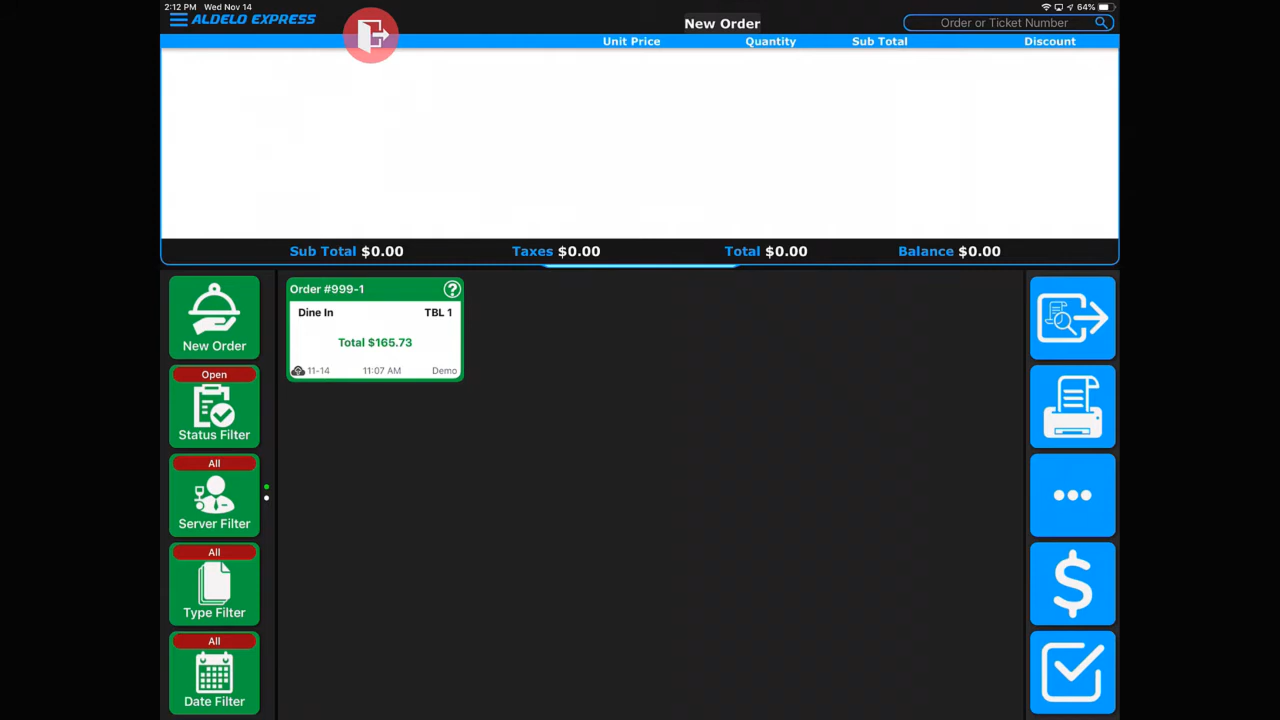 2:12 PM Wed Nov 14
64%
ALDELO EXPRESS
New Order
Order or Ticket Number
Unit Price Quantity Sub Total Discount
Sub Total $0.00 Taxes $0.00 Total $0.00 Balance $0.00
New Order
Open
Status Filter
All
Server Filter
All
Type Filter
All
Date Filter
Order #999-1
Dine In TBL 1
Total $165.73
11-14 11:07 AM Demo